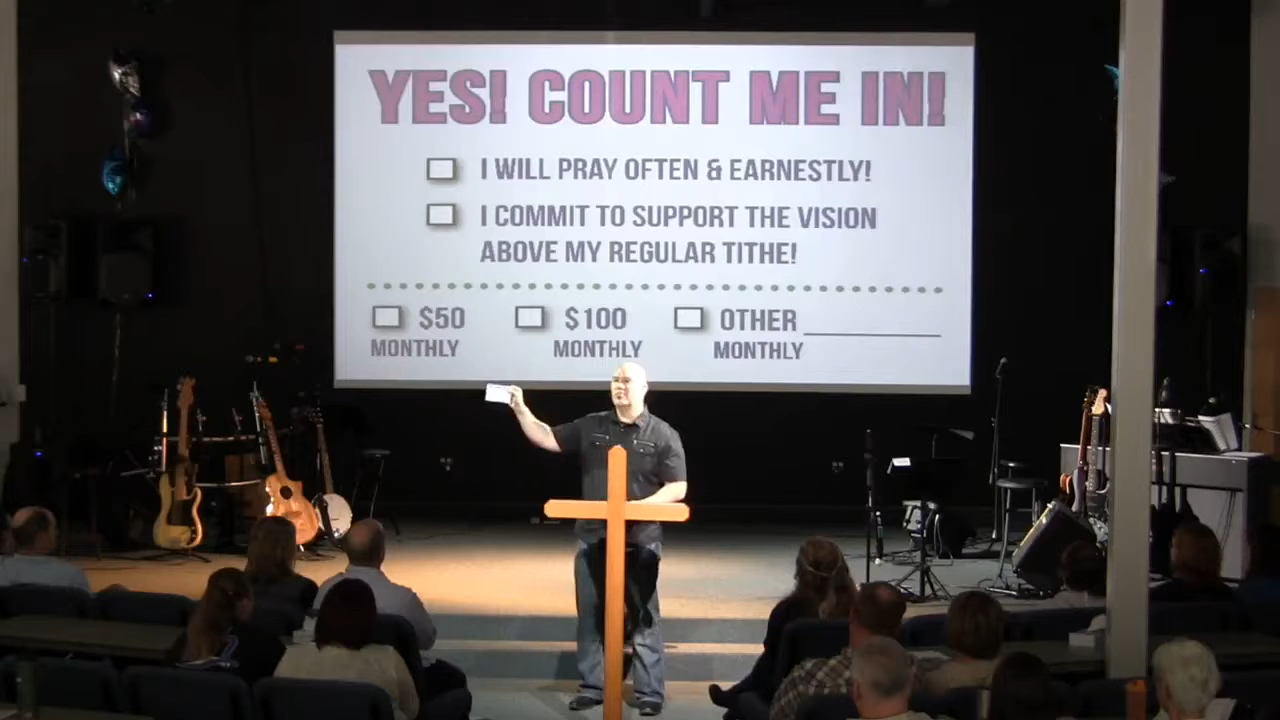 YES! COUNT ME IN!
I WILL PRAY OFTEN & EARNESTLY!
I COMMIT TO SUPPORT THE VISION
ABOVE MY REGULAR TITHE!
$50 $100 OTHER
MONTHLY MONTHLY MONTHLY